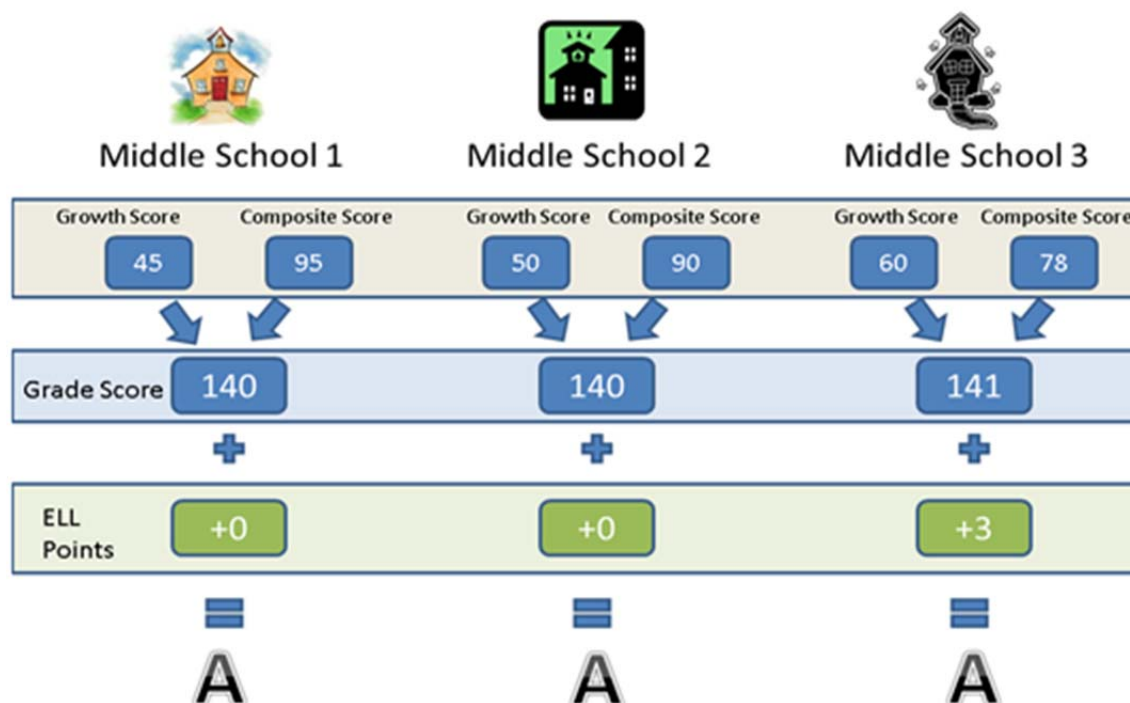 Middle School 1 Middle School 2 Middle School 3
Growth Score Composite Score Growth Score Composite Score Growth Score Composite Score
45 95 50 90 60 78
Grade Score 140 140 141
ELL
Points
+0 +0 +3
A A A